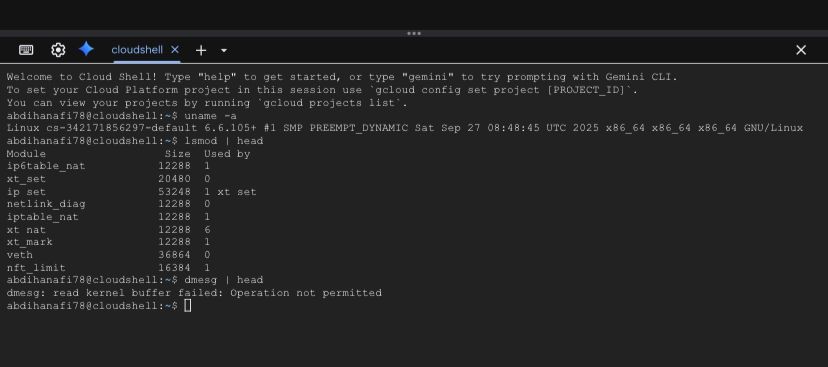 cloudshell
Welcome to Cloud Shell! Type "help" to get started, or type "gemini" to try prompting with Gemini CLI.
To set your Cloud Platform project in this session use `gcloud config set project [PROJECT_ID]`.
You can view your projects by running `gcloud projects list`.
abdihanafi78@cloudshell:~$ uname -a
Linux cs-342171856297-default 6.6.105+ #1 SMP PREEMPT_DYNAMIC Sat Sep 27 08:48:45 UTC 2025 x86_64 x86_64 x86_64 GNU/Linux
abdihanafi78@cloudshell:~$ lsmod | head
Module                  Size  Used by
ip6table_nat           12288  1
xt_set                 20480  0
ip_set                 53248  1 xt_set
netlink_diag           12288  0
iptable_nat            12288  1
xt_nat                 12288  6
xt_mark                12288  1
veth                   36864  0
nft_limit              16384  1
abdihanafi78@cloudshell:~$ dmesg | head
dmesg: read kernel buffer failed: Operation not permitted
abdihanafi78@cloudshell:~$